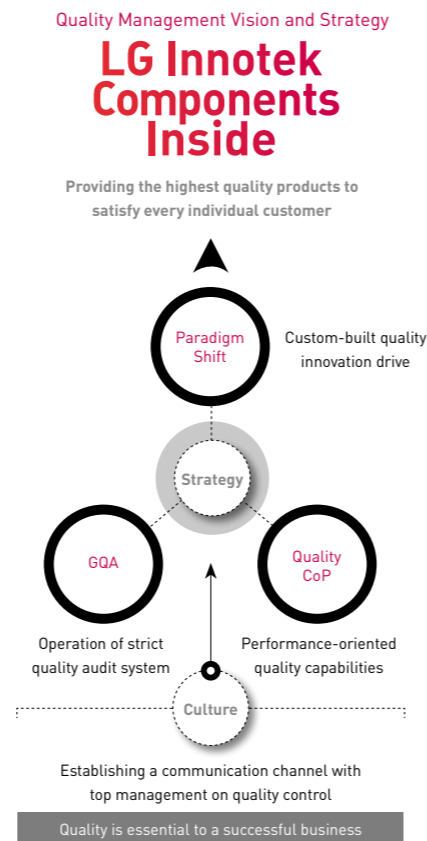 Quality Management Vision and Strategy
LG Innotek
Components
Inside
Providing the highest quality products to
satisfy every individual customer
Paradigm
Shift
Custom-built quality
innovation drive
Strategy
GQA
Quality
CoP
Operation of strict
quality audit system
Performance-oriented
quality capabilities
Culture
Establishing a communication channel with
top management on quality control
Quality is essential to a successful business